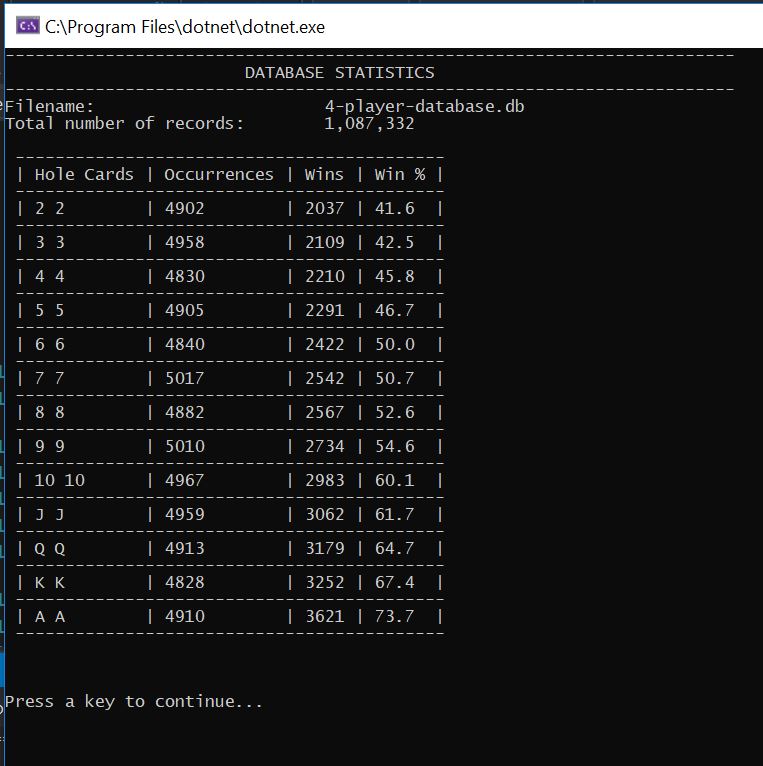 C:\Program Files\dotnet\dotnet.exe
-------------------------------------------------------------------------
DATABASE STATISTICS
-------------------------------------------------------------------------
Filename: 4-player-database.db
Total number of records: 1,087,332
-------------------------------------------
| Hole Cards | Occurrences | Wins | Win % |
-------------------------------------------
| 2 2 | 4902 | 2037 | 41.6 |
-------------------------------------------
| 3 3 | 4958 | 2109 | 42.5 |
-------------------------------------------
| 4 4 | 4830 | 2210 | 45.8 |
-------------------------------------------
| 5 5 | 4905 | 2291 | 46.7 |
-------------------------------------------
| 6 6 | 4840 | 2422 | 50.0 |
-------------------------------------------
| 7 7 | 5017 | 2542 | 50.7 |
-------------------------------------------
| 8 8 | 4882 | 2567 | 52.6 |
-------------------------------------------
| 9 9 | 5010 | 2734 | 54.6 |
-------------------------------------------
| 10 10 | 4967 | 2983 | 60.1 |
-------------------------------------------
| J J | 4959 | 3062 | 61.7 |
-------------------------------------------
| Q Q | 4913 | 3179 | 64.7 |
-------------------------------------------
| K K | 4828 | 3252 | 67.4 |
-------------------------------------------
| A A | 4910 | 3621 | 73.7 |
-------------------------------------------
Press a key to continue...